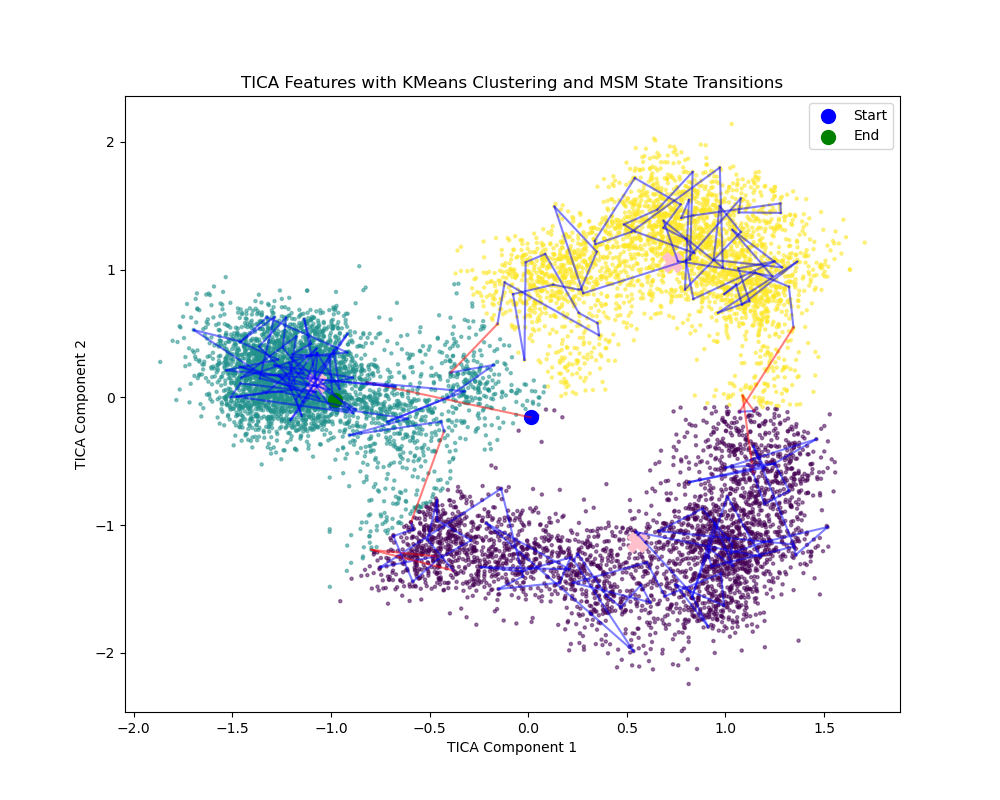 TICA Features with KMeans Clustering and MSM State Transitions
Start
End
2
1
0
−1
−2
TICA Component 2
−2.0
−1.5
−1.0
−0.5
0.0
0.5
1.0
1.5
TICA Component 1